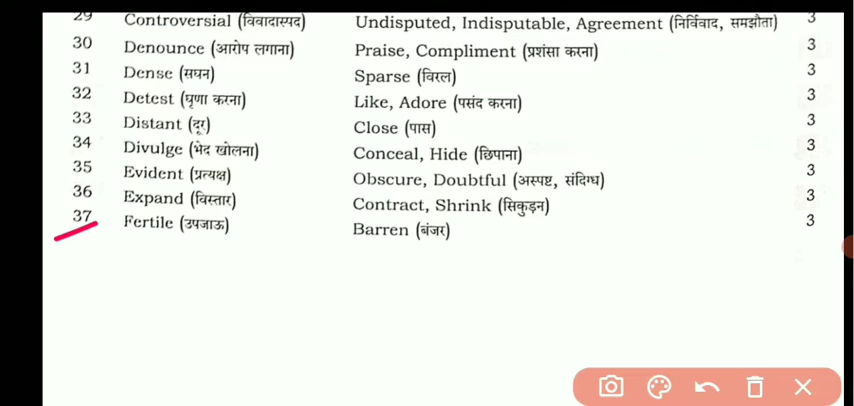 29 Controversial (विवादास्पद) Undisputed, Indisputable, Agreement (निर्विवाद, समझौता) 3
30 Denounce (आरोप लगाना) Praise, Compliment (प्रशंसा करना) 3
31 Dense (सघन) Sparse (विरल) 3
32 Detest (घृणा करना) Like, Adore (पसंद करना) 3
33 Distant (दूर) Close (पास) 3
34 Divulge (भेद खोलना) Conceal, Hide (छिपाना) 3
35 Evident (प्रत्यक्ष) Obscure, Doubtful (अस्पष्ट, संदिग्ध) 3
36 Expand (विस्तार) Contract, Shrink (सिकुड़न) 3
37 Fertile (उपजाऊ) Barren (बंजर) 3